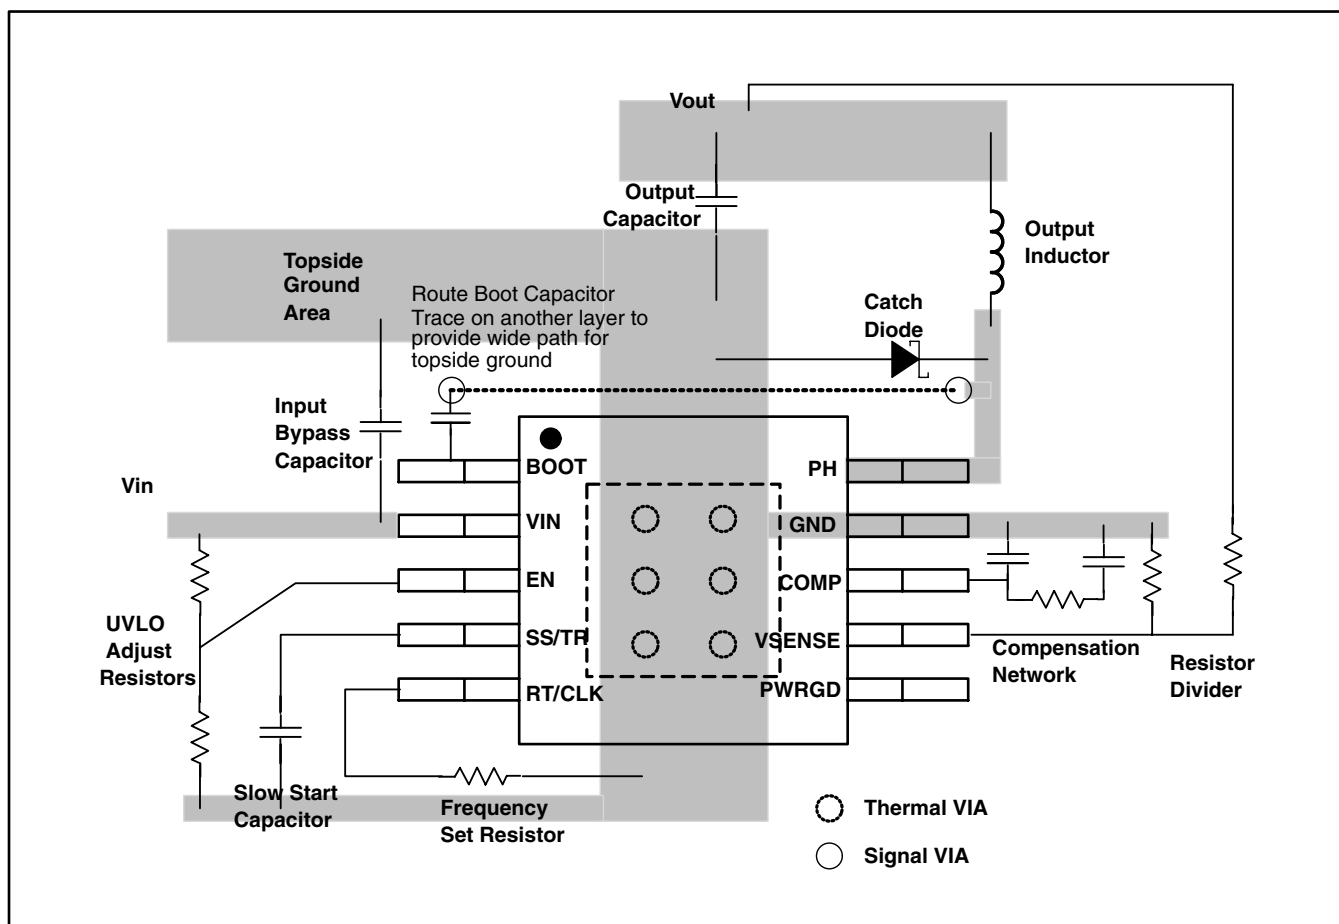 Vout
Output
Capacitor
Output
Inductor
Topside
Ground
Area
Route Boot Capacitor
Trace on another layer to
provide wide path for
topside ground
Catch
Diode
Input
Bypass
Capacitor
Vin
BOOT
VIN
EN
SS/TR
RT/CLK
PH
GND
COMP
VSENSE
PWRGD
UVLO
Adjust
Resistors
Compensation
Network
Resistor
Divider
Slow Start
Capacitor
Frequency
Set Resistor
Thermal VIA
Signal VIA